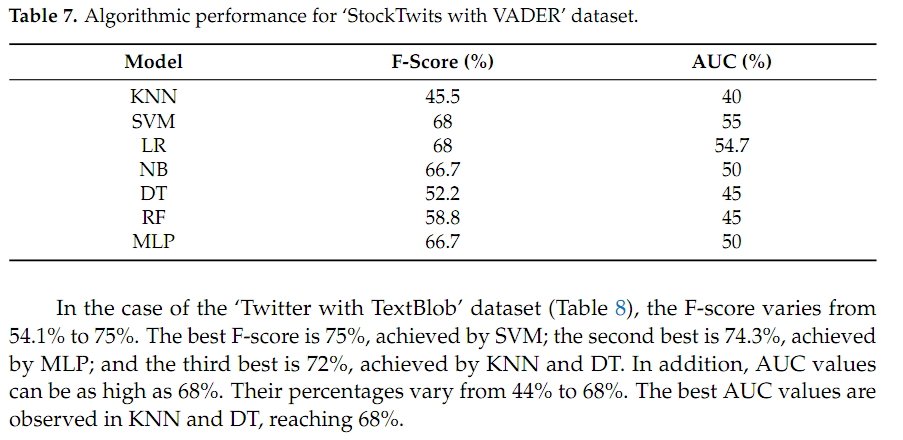 Table 7. Algorithmic performance for ‘StockTwits with VADER’ dataset.
Model F-Score (%) AUC (%)
KNN 45.5 40
SVM 68 55
LR 68 54.7
NB 66.7 50
DT 52.2 45
RF 58.8 45
MLP 66.7 50
In the case of the ‘Twitter with TextBlob’ dataset (Table 8), the F-score varies from
54.1% to 75%. The best F-score is 75%, achieved by SVM; the second best is 74.3%, achieved
by MLP; and the third best is 72%, achieved by KNN and DT. In addition, AUC values
can be as high as 68%. Their percentages vary from 44% to 68%. The best AUC values are
observed in KNN and DT, reaching 68%.